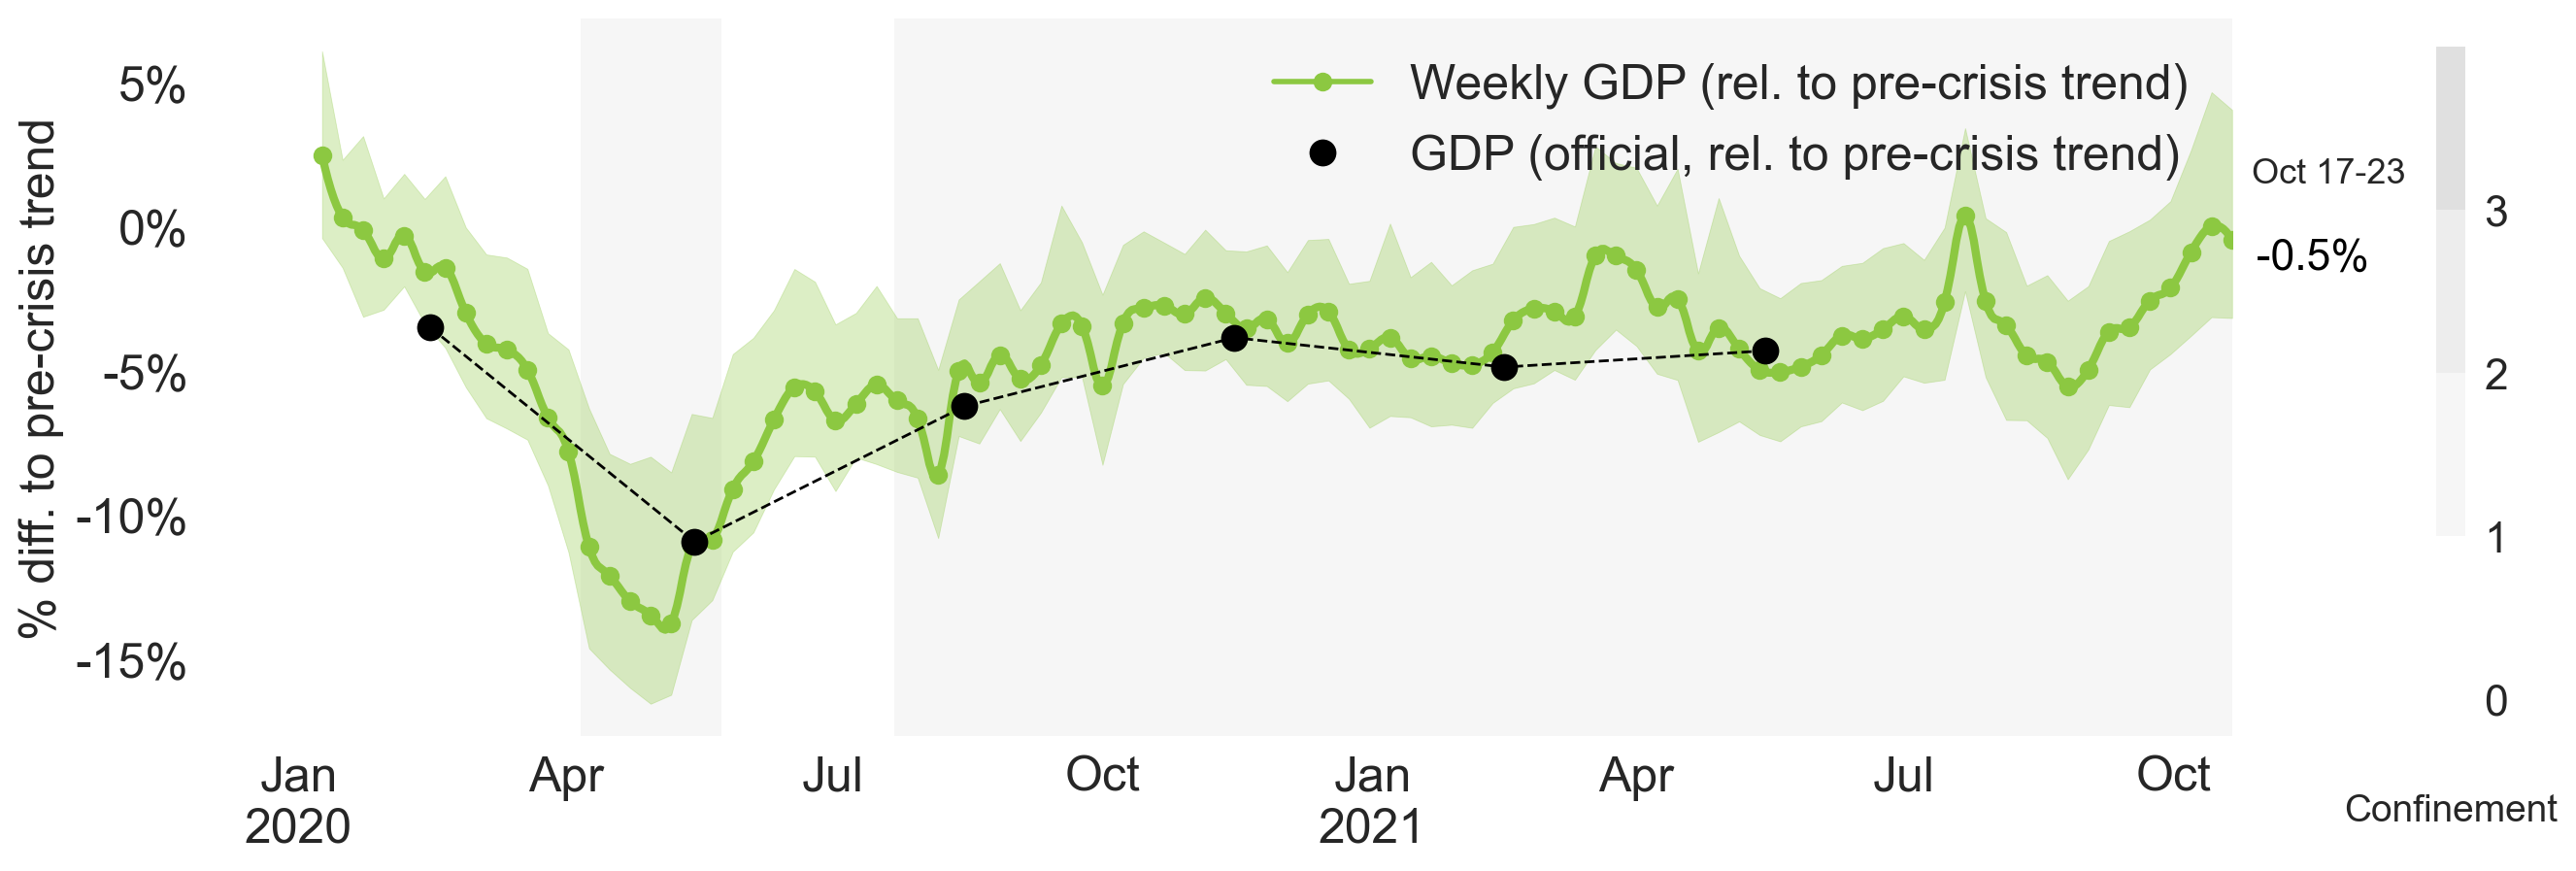 Weekly GDP (rel. to pre-crisis trend)
GDP (official, rel. to pre-crisis trend)
% diff. to pre-crisis trend
5%
0%
-5%
-10%
-15%
Jan
2020
Apr
Jul
Oct
Jan
2021
Apr
Jul
Oct
Oct 17-23
-0.5%
3
2
1
0
Confinement